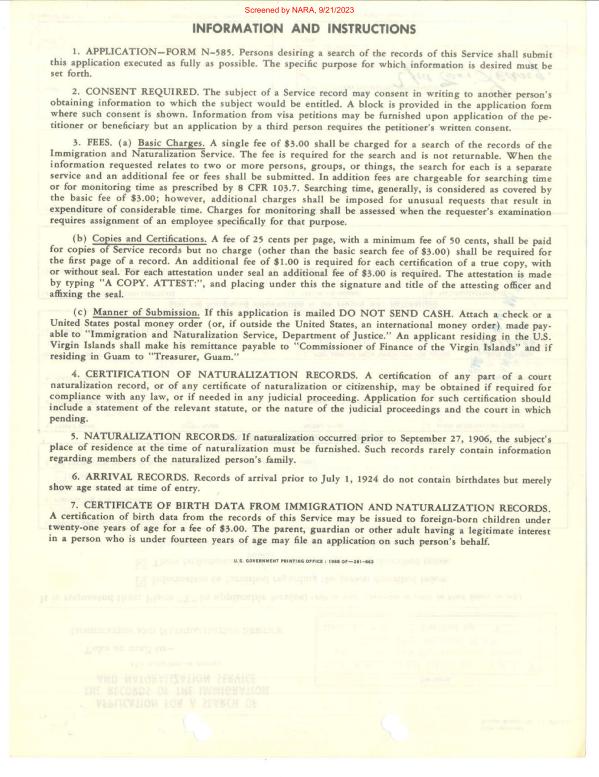 Screened by NARA, 9/21/2023
INFORMATION AND INSTRUCTIONS
1. APPLICATION—FORM N-585. Persons desiring a search of the records of this Service shall submit
this application executed as fully as possible. The specific purpose for which information is desired must be
set forth.
2. CONSENT REQUIRED. The subject of a Service record may consent in writing to another person's
obtaining information to which the subject would be entitled. A block is provided in the application form
where such consent is shown. Information from visa petitions may be furnished upon application of the pe-
titioner or beneficiary but an application by a third person requires the petitioner's written consent.
3. FEES. (a) Basic Charges. A single fee of $3.00 shall be charged for a search of the records of the
Immigration and Naturalization Service. The fee is required for the search and is not returnable. When the
information requested relates to two or more persons, groups, or things, the search for each is a separate
service and an additional fee or fees shall be submitted. In addition fees are chargeable for searching time
or for monitoring time as prescribed by 8 CFR 103.7. Searching time, generally, is considered as covered by
the basic fee of $3.00; however, additional charges shall be imposed for unusual requests that result in
expenditure of considerable time. Charges for monitoring shall be assessed when the requester's examination
requires assignment of an employee specifically for that purpose.
(b) Copies and Certifications. A fee of 25 cents per page, with a minimum fee of 50 cents, shall be paid
for copies of Service records but no charge (other than the basic search fee of $3.00) shall be required for
the first page of a record. An additional fee of $1.00 is required for each certification of a true copy, with
or without seal. For each attestation under seal an additional fee of $3.00 is required. The attestation is made
by typing "A COPY. ATTEST:", and placing under this the signature and title of the attesting officer and
affixing the seal.
(c) Manner of Submission. If this application is mailed DO NOT SEND CASH. Attach a check or a
United States postal money order (or, if outside the United States, an international money order) made pay-
able to "Immigration and Naturalization Service, Department of Justice." An applicant residing in the U.S.
Virgin Islands shall make his remittance payable to "Commissioner of Finance of the Virgin Islands" and if
residing in Guam to "Treasurer, Guam."
4. CERTIFICATION OF NATURALIZATION RECORDS. A certification of any part of a court
naturalization record, or of any certificate of naturalization or citizenship, may be obtained if required for
compliance with any law, or if needed in any judicial proceeding. Application for such certification should
include a statement of the relevant statute, or the nature of the judicial proceedings and the court in which
pending.
5. NATURALIZATION RECORDS. If naturalization occurred prior to September 27, 1906, the subject's
place of residence at the time of naturalization must be furnished. Such records rarely contain information
regarding members of the naturalized person's family.
6. ARRIVAL RECORDS. Records of arrival prior to July 1, 1924 do not contain birthdates but merely
show age stated at time of entry.
7. CERTIFICATE OF BIRTH DATA FROM IMMIGRATION AND NATURALIZATION RECORDS.
A certification of birth data from the records of this Service may be issued to foreign-born children under
twenty-one years of age for a fee of $3.00. The parent, guardian or other adult having a legitimate interest
in a person who is under fourteen years of age may file an application on such person's behalf.
U.S. GOVERNMENT PRINTING OFFICE : 1968 OF—281-463